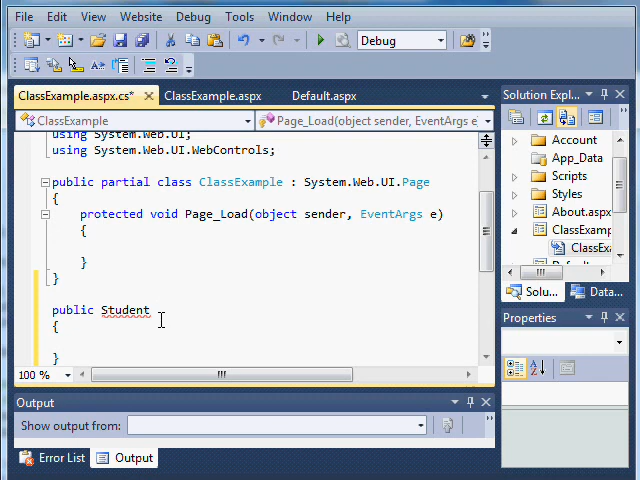 File Edit View Website Debug Tools Window Help
Debug
ClassExample.aspx.cs* ClassExample.aspx Default.aspx
ClassExample Page_Load(object sender, EventArgs e)
using System.Web.UI;
using System.Web.UI.WebControls;
public partial class ClassExample : System.Web.UI.Page
{
protected void Page_Load(object sender, EventArgs e)
{
}
}
public Student
{
}
100 %
Output
Show output from:
Error List Output
Solution Expl...
Account
App_Data
Scripts
Styles
About.aspx
ClassExamp
ClassEx
Solu... Data...
Properties